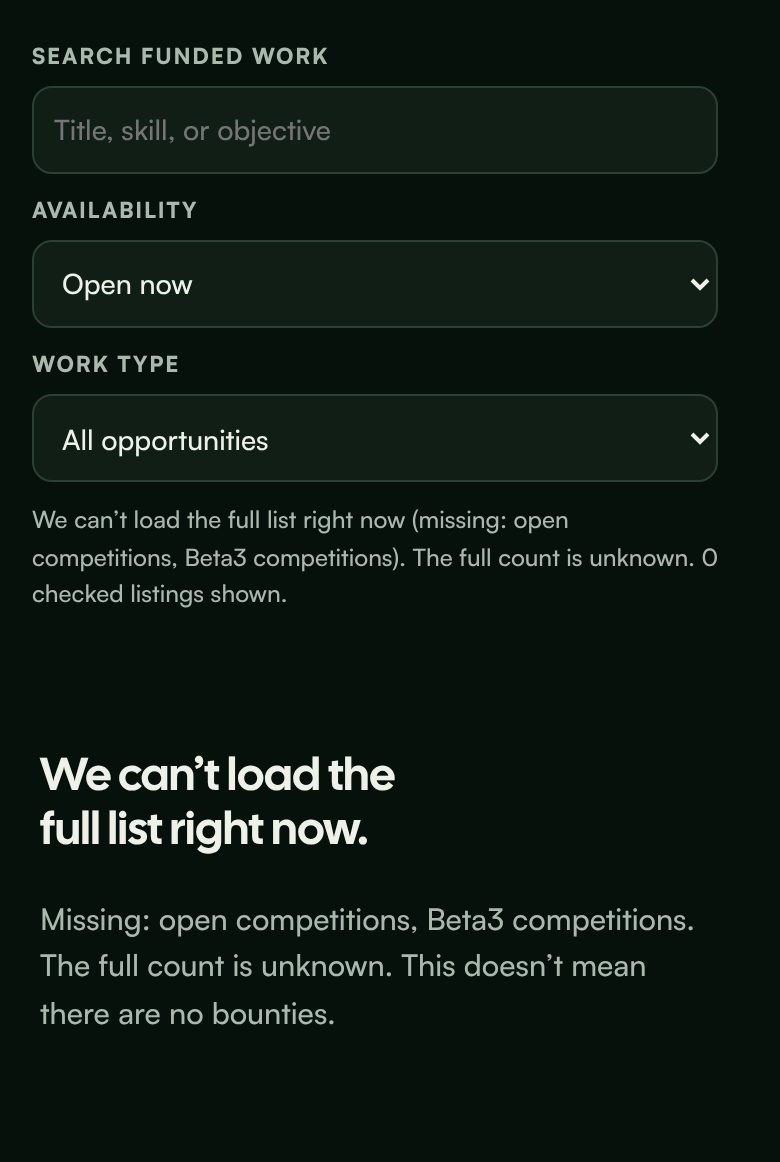 SEARCH FUNDED WORK
Title, skill, or objective
AVAILABILITY
Open now
WORK TYPE
All opportunities
We can’t load the full list right now (missing: open
competitions, Beta3 competitions). The full count is unknown. 0
checked listings shown.
We can’t load the
full list right now.
Missing: open competitions, Beta3 competitions.
The full count is unknown. This doesn’t mean
there are no bounties.